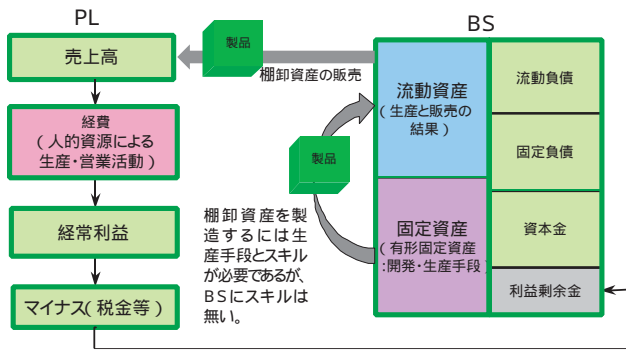 PL
売上高
経費
(人的資源による
生産・営業活動)
経常利益
マイナス(税金等)
製品
棚卸資産の販売
製品
棚卸資産を製
造するには生
産手段とスキル
が必要であるが、
BSにスキルは
無い。
BS
流動資産
(生産と販売の
結果)
固定資産
(有形固定資産
:開発・生産手段)
流動負債
固定負債
資本金
利益剰余金